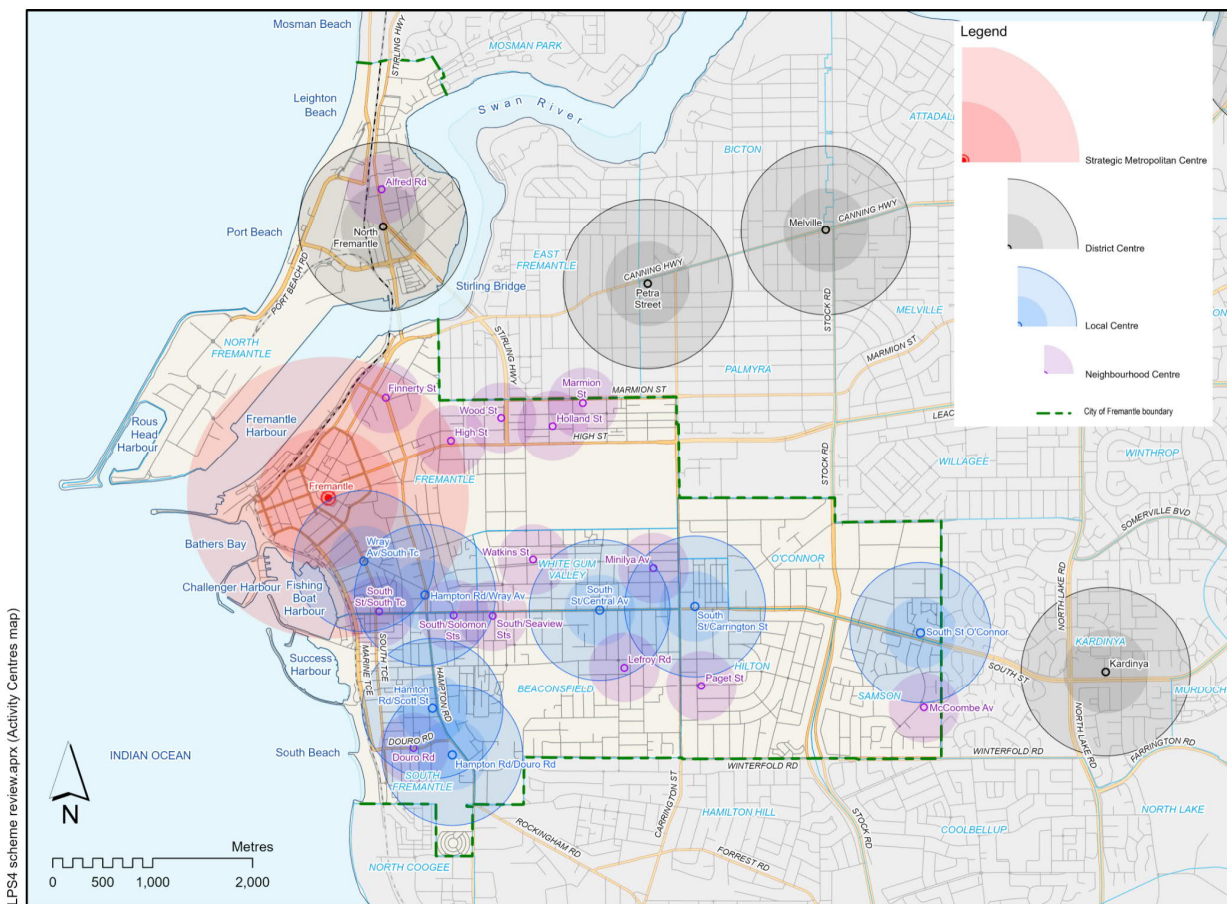 Mosman Beach
STIRLING HWY
MOSMAN PARK
Leighton
Beach
Swan River
ATTADAL
BICTON
Alfred Rd
North
Fremantle
Port Beach
PORT BEACH RD
Stirling Bridge
EAST
FREMANTLE
CANNING HWY
Petra
Street
Melville
CANNING HWY
STOCK RD
MELVILLE
MARMION ST
NORTH
FREMANTLE
STIRLING HWY
PALMYRA
Finnerty St
Wood St
Marmion
St
MARMION ST
Holland St
High St
HIGH ST
LEAC
Fremantle
Harbour
Rous
Head
Harbour
FREMANTLE
Fremantle
STOCK RD
WILLAGEE
WINTHROP
SOMERVILLE BVD
Bathers Bay
Wray
Av/South Tc
Watkins St
WHITE GUM
VALLEY
Minilya Av
O'CONNOR
Challenger Harbour
Fishing
Boat
Harbour
South
St/South Tc
Hampton Rd/Wray Av
South/Solomon
Sts
South/Seaview
Sts
South
St/Central Av
South
St/Carrington St
South St O'Connor
NORTH LAKE RD
KARDINYA
Kardinya
SOUTH ST
MURDOCH
Success
Harbour
MARINE TCE
SOUTH TCE
HAMPTON RD
Hamton
Rd/Scott St
BEACONSFIELD
Lefroy Rd
Paget St
HILTON
SAMSON
McCoombe Av
NORTH LAKE RD
FARRINGTON RD
INDIAN OCEAN
South Beach
DOURO RD
Douro Rd
Hampton Rd/Douro Rd
SOUTH
FREMANTLE
WINTERFOLD RD
WINTERFOLD RD
CARRINGTON ST
HAMILTON HILL
STOCK RD
COOLBELLUP
NORTH LAKE
ROCKINGHAM RD
FORREST RD
NORTH COOGEE
N
Metres
0 500 1,000 2,000
Legend
Strategic Metropolitan Centre
District Centre
Local Centre
Neighbourhood Centre
City of Fremantle boundary
LPS4 scheme review.aprx (Activity Centres map)